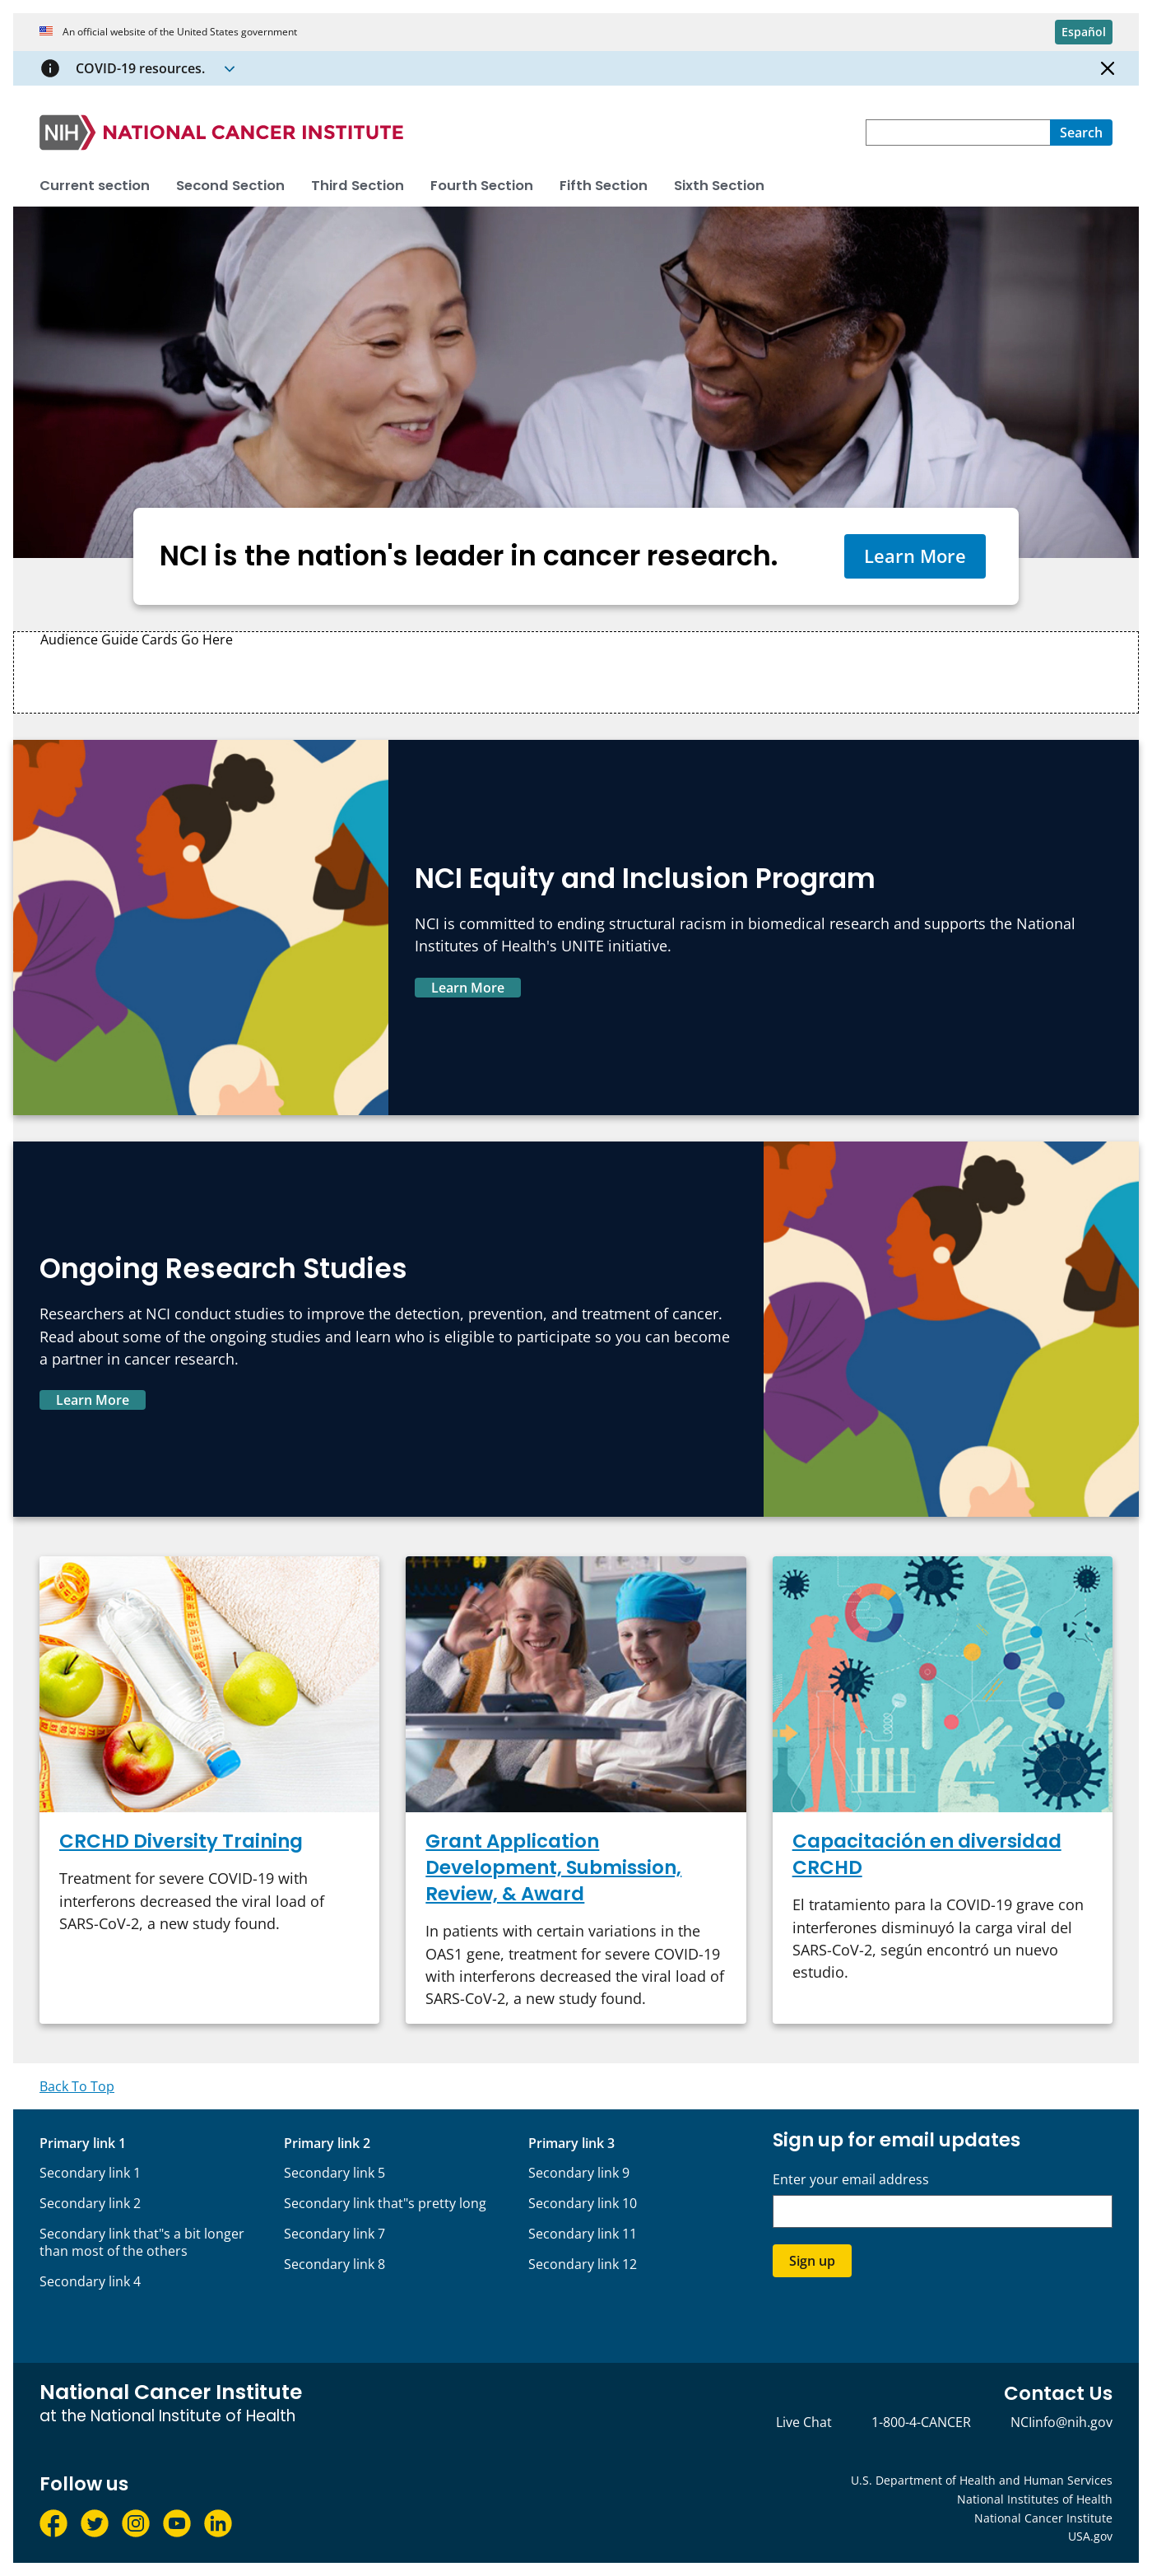 An official website of the United States government
Español
COVID-19 resources.
NIH NATIONAL CANCER INSTITUTE
Search
Current section Second Section Third Section Fourth Section Fifth Section Sixth Section
NCI is the nation's leader in cancer research.
Learn More
Audience Guide Cards Go Here
NCI Equity and Inclusion Program
NCI is committed to ending structural racism in biomedical research and supports the National
Institutes of Health's UNITE initiative.
Learn More
Ongoing Research Studies
Researchers at NCI conduct studies to improve the detection, prevention, and treatment of cancer.
Read about some of the ongoing studies and learn who is eligible to participate so you can become
a partner in cancer research.
Learn More
CRCHD Diversity Training
Treatment for severe COVID-19 with
interferons decreased the viral load of
SARS-CoV-2, a new study found.
Grant Application
Development, Submission,
Review, & Award
In patients with certain variations in the
OAS1 gene, treatment for severe COVID-19
with interferons decreased the viral load of
SARS-CoV-2, a new study found.
Capacitación en diversidad
CRCHD
El tratamiento para la COVID-19 grave con
interferones disminuyó la carga viral del
SARS-CoV-2, según encontró un nuevo
estudio.
Back To Top
Primary link 1
Secondary link 1
Secondary link 2
Secondary link that"s a bit longer
than most of the others
Secondary link 4
Primary link 2
Secondary link 5
Secondary link that"s pretty long
Secondary link 7
Secondary link 8
Primary link 3
Secondary link 9
Secondary link 10
Secondary link 11
Secondary link 12
Sign up for email updates
Enter your email address
Sign up
National Cancer Institute
at the National Institute of Health
Contact Us
Live Chat 1-800-4-CANCER NCIinfo@nih.gov
Follow us
U.S. Department of Health and Human Services
National Institutes of Health
National Cancer Institute
USA.gov